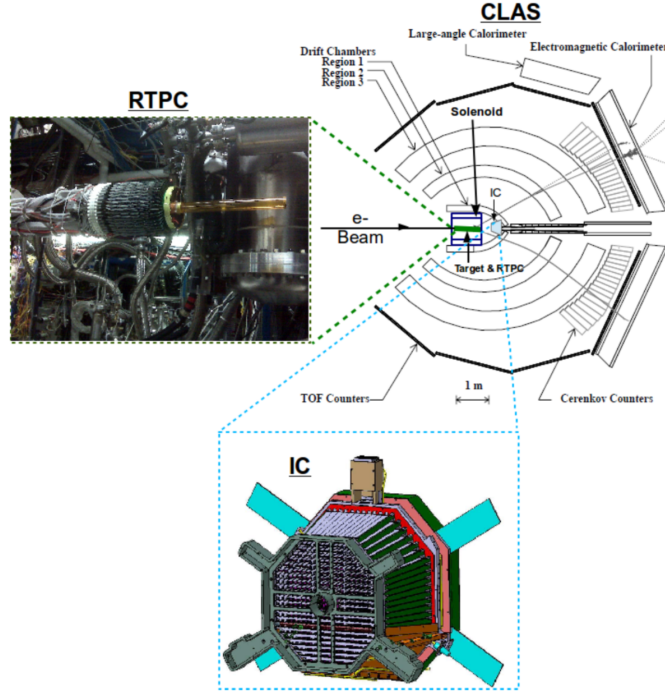 CLAS
Large-angle Calorimeter
Electromagnetic Calorimeter
Drift Chambers
Region 1
Region 2
Region 3
RTPC
Solenoid
IC
e-
Beam
Target & RTPC
1 m
TOF Counters
Cerenkov Counters
IC